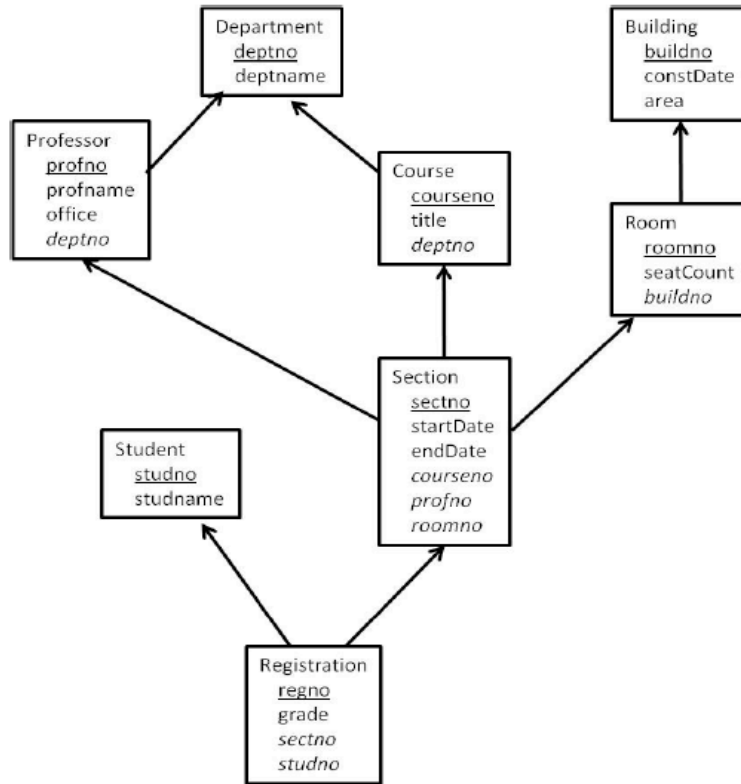 Department
deptno
deptname
Building
buildno
constDate
area
Professor
profno
profname
office
deptno
Course
courseno
title
deptno
Room
roomno
seatCount
buildno
Section
sectno
startDate
endDate
courseno
profno
roomno
Student
studno
studname
Registration
regno
grade
sectno
studno